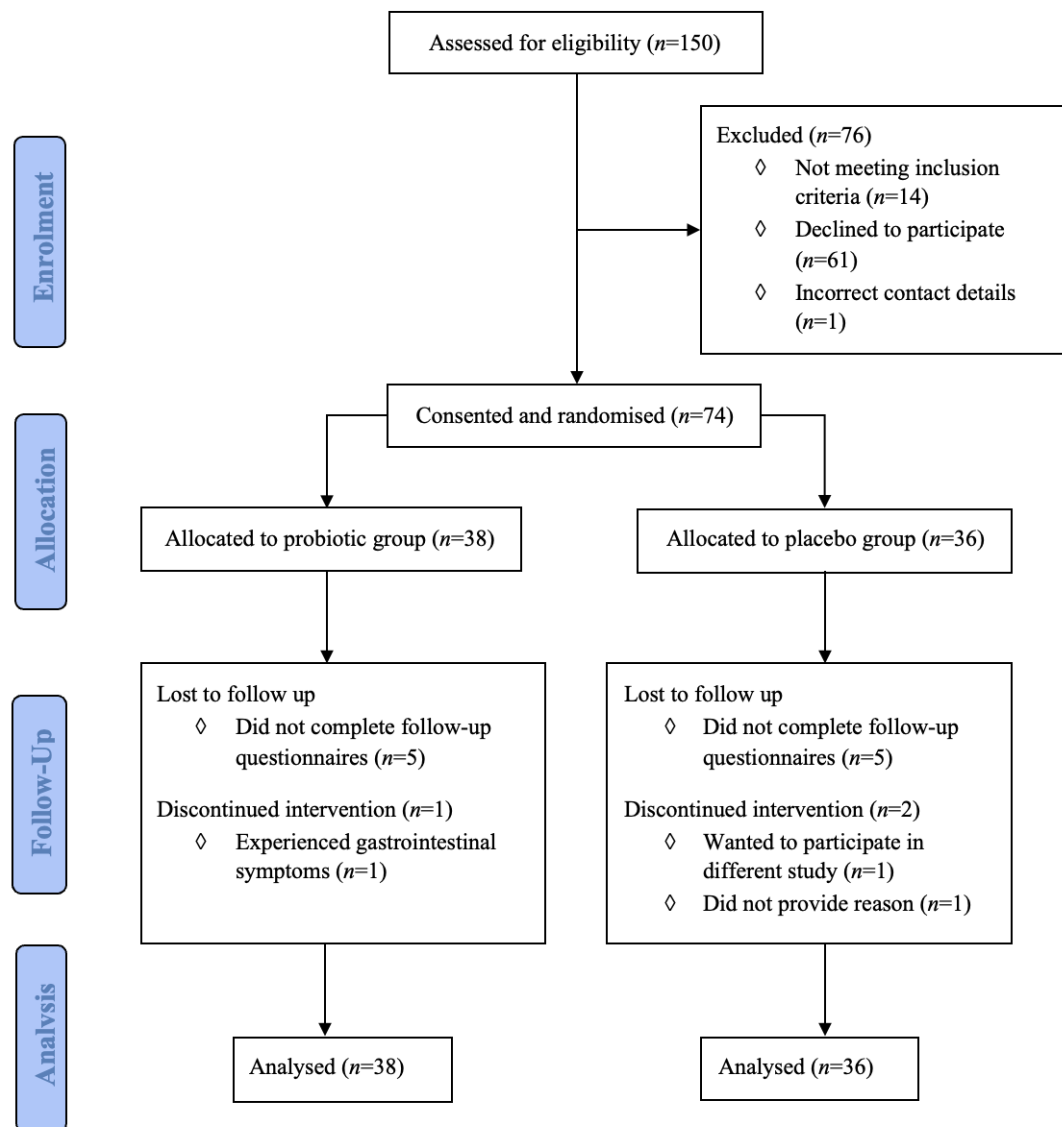 Assessed for eligibility (n=150)
Enrolment
Excluded (n=76)
◊ Not meeting inclusion
criteria (n=14)
◊ Declined to participate
(n=61)
◊ Incorrect contact details
(n=1)
Consented and randomised (n=74)
Allocation
Allocated to probiotic group (n=38)
Allocated to placebo group (n=36)
Follow-Up
Lost to follow up
◊ Did not complete follow-up
questionnaires (n=5)
Discontinued intervention (n=1)
◊ Experienced gastrointestinal
symptoms (n=1)
Lost to follow up
◊ Did not complete follow-up
questionnaires (n=5)
Discontinued intervention (n=2)
◊ Wanted to participate in
different study (n=1)
◊ Did not provide reason (n=1)
Analysis
Analysed (n=38)
Analysed (n=36)